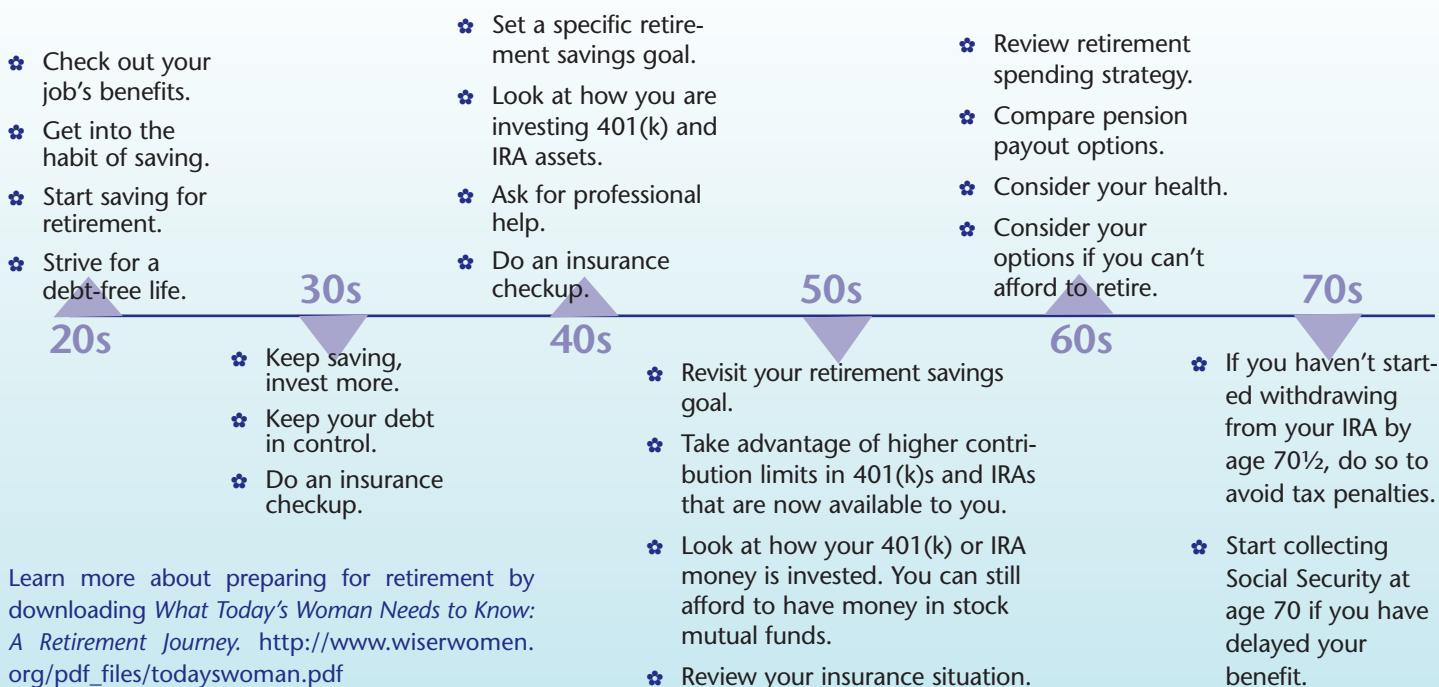 Check out your
job's benefits.
Get into the
habit of saving.
Start saving for
retirement.
Strive for a
debt-free life.
20s
30s
Keep saving,
invest more.
Keep your debt
in control.
Do an insurance
checkup.
Set a specific retire-
ment savings goal.
Look at how you are
investing 401(k) and
IRA assets.
Ask for professional
help.
Do an insurance
checkup.
40s
50s
Revisit your retirement savings
goal.
Take advantage of higher contri-
bution limits in 401(k)s and IRAs
that are now available to you.
Look at how your 401(k) or IRA
money is invested. You can still
afford to have money in stock
mutual funds.
Review your insurance situation.
Review retirement
spending strategy.
Compare pension
payout options.
Consider your health.
Consider your
options if you can't
afford to retire.
60s
70s
If you haven't start-
ed withdrawing
from your IRA by
age 70½, do so to
avoid tax penalties.
Start collecting
Social Security at
age 70 if you have
delayed your
benefit.
Learn more about preparing for retirement by
downloading What Today's Woman Needs to Know:
A Retirement Journey. http://www.wiserwomen.
org/pdf_files/todayswoman.pdf